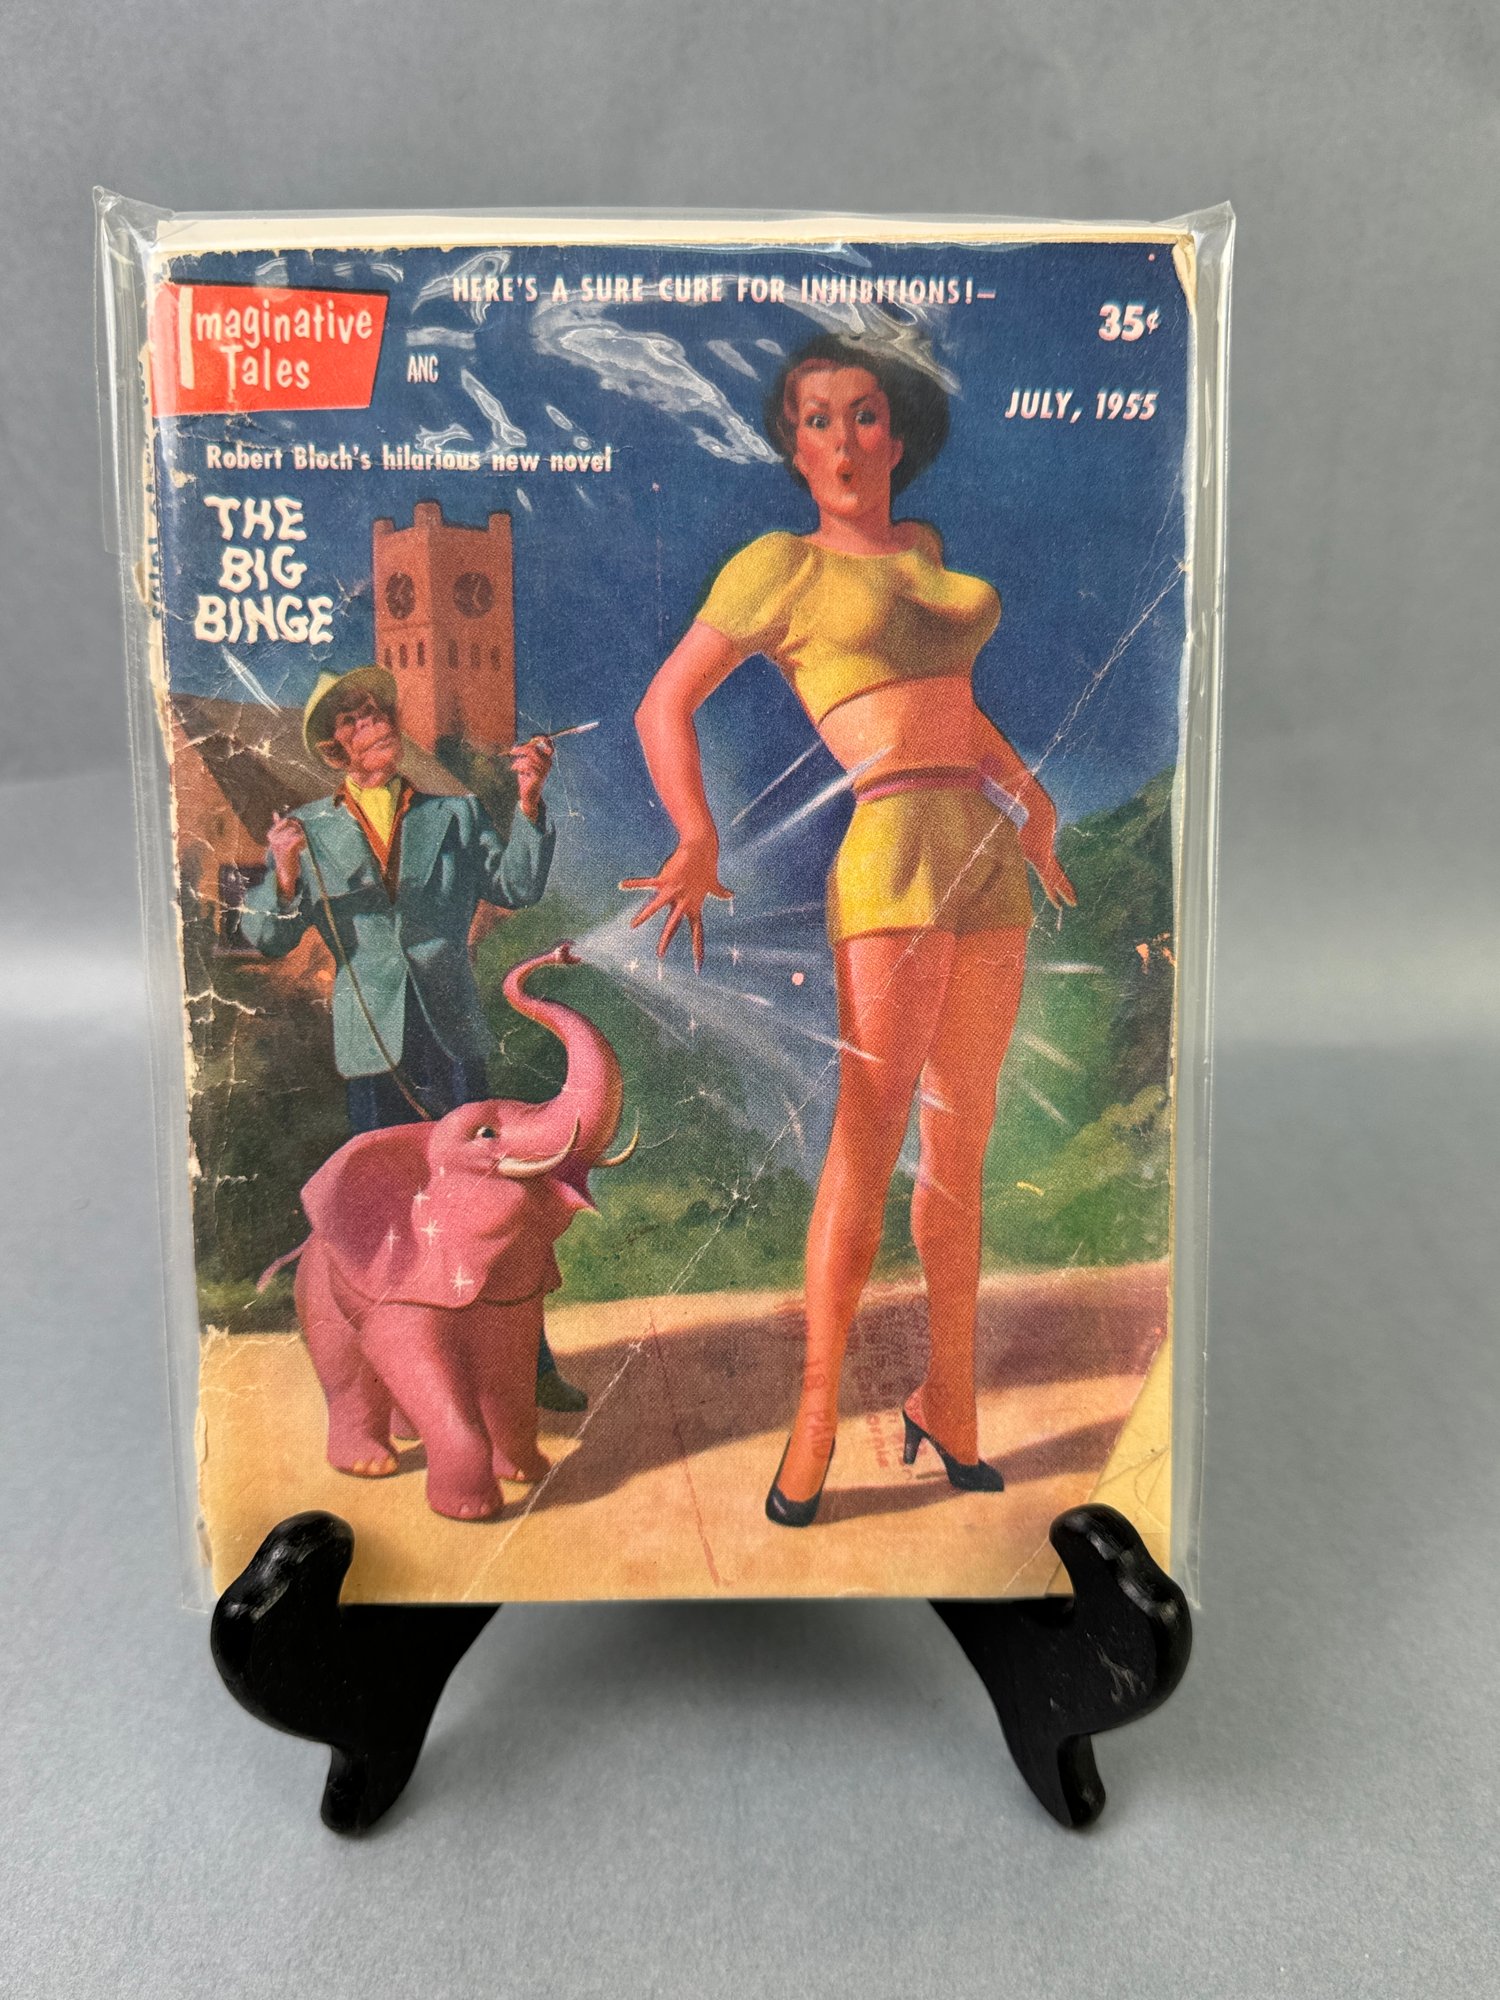 HERE'S A SURE CURE FOR INHIBITIONS!—
Imaginative
Tales
ANC
35¢
JULY, 1955
Robert Bloch's hilarious new novel
THE
BIG
BINGE